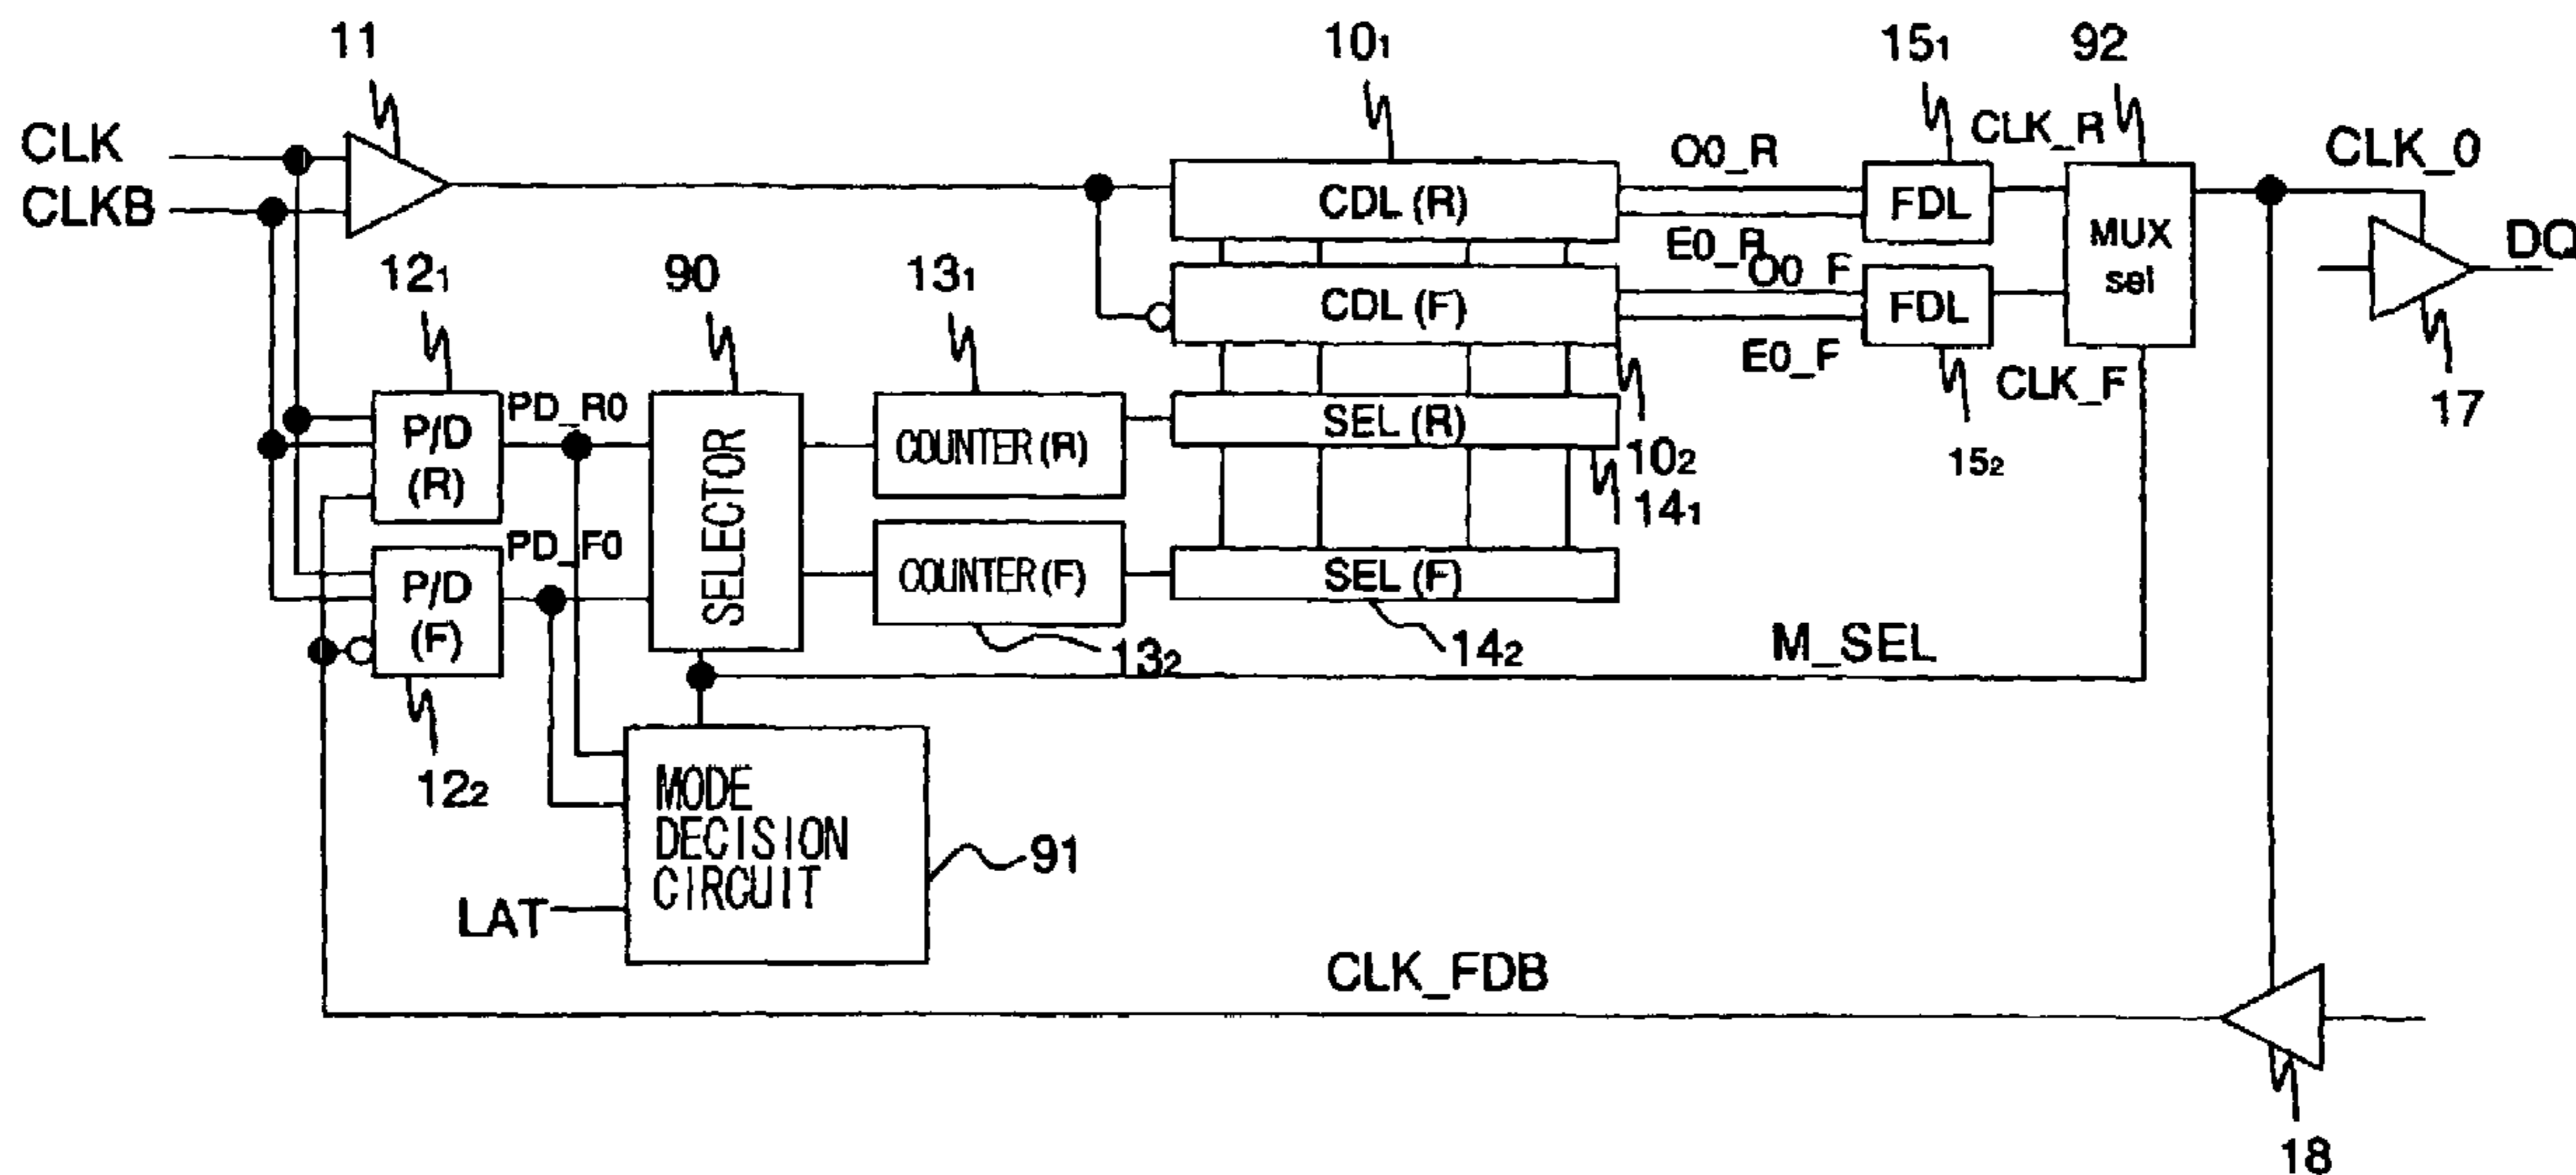 11
10₁
15₁
92
CLK
CLKB
O0_R
CLK_R
CLK_0
CDL (R)
FDL
MUX
sel
E0_R
O0_F
DQ
12₁
90
13₁
CDL (F)
FDL
E0_F
CLK_F
17
P/D
(R)
PD_R0
SELECTOR
COUNTER (R)
SEL (R)
10₂
15₂
14₁
PD_F0
P/D
(F)
COUNTER (F)
SEL (F)
13₂
14₂
M_SEL
12₂
MODE
DECISION
CIRCUIT
91
LAT
CLK_FDB
18